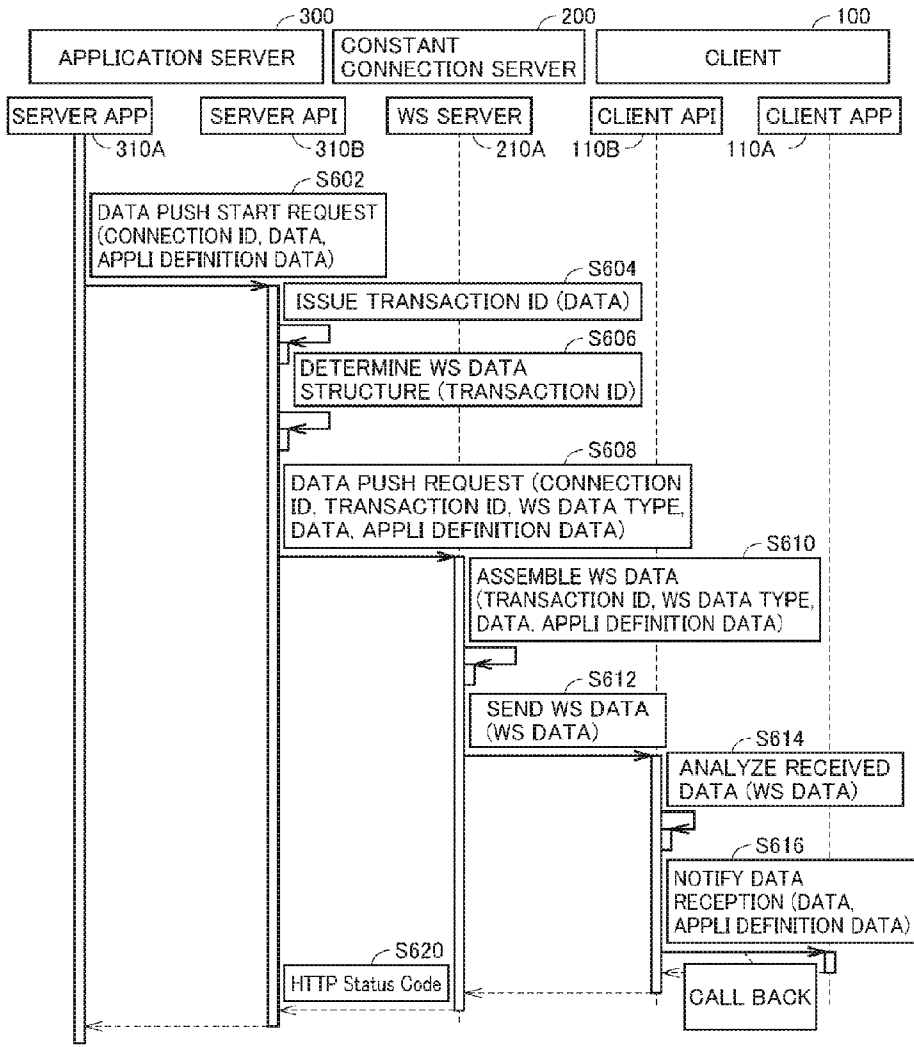 300
200
100
APPLICATION SERVER
CONSTANT
CONNECTION SERVER
CLIENT
SERVER APP
SERVER API
WS SERVER
CLIENT API
CLIENT APP
310A
310B
210A
110B
110A
S602
DATA PUSH START REQUEST
(CONNECTION ID, DATA,
APPLI DEFINITION DATA)
S604
ISSUE TRANSACTION ID (DATA)
S606
DETERMINE WS DATA
STRUCTURE (TRANSACTION ID)
S608
DATA PUSH REQUEST (CONNECTION
ID, TRANSACTION ID, WS DATA TYPE,
DATA, APPLI DEFINITION DATA)
S610
ASSEMBLE WS DATA
(TRANSACTION ID, WS DATA TYPE,
DATA, APPLI DEFINITION DATA)
S612
SEND WS DATA
(WS DATA)
S614
ANALYZE RECEIVED
DATA (WS DATA)
S616
NOTIFY DATA
RECEPTION (DATA,
APPLI DEFINITION DATA)
S620
HTTP Status Code
CALL BACK